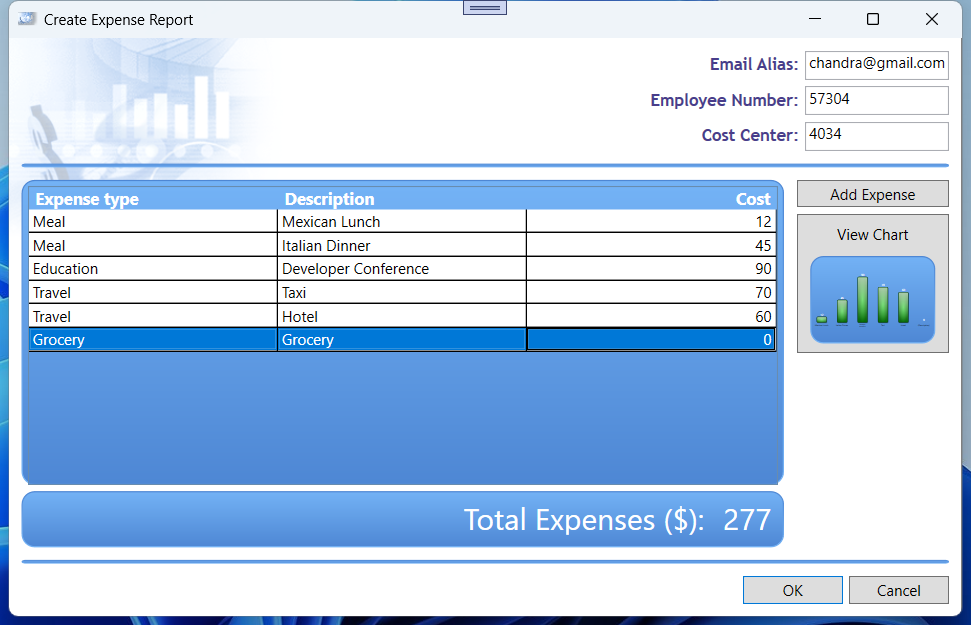 Create Expense Report
Email Alias: chandra@gmail.com
Employee Number: 57304
Cost Center: 4034
Expense type Description Cost
Meal Mexican Lunch 12
Meal Italian Dinner 45
Education Developer Conference 90
Travel Taxi 70
Travel Hotel 60
Grocery Grocery 0
Add Expense
View Chart
Total Expenses ($): 277
OK Cancel